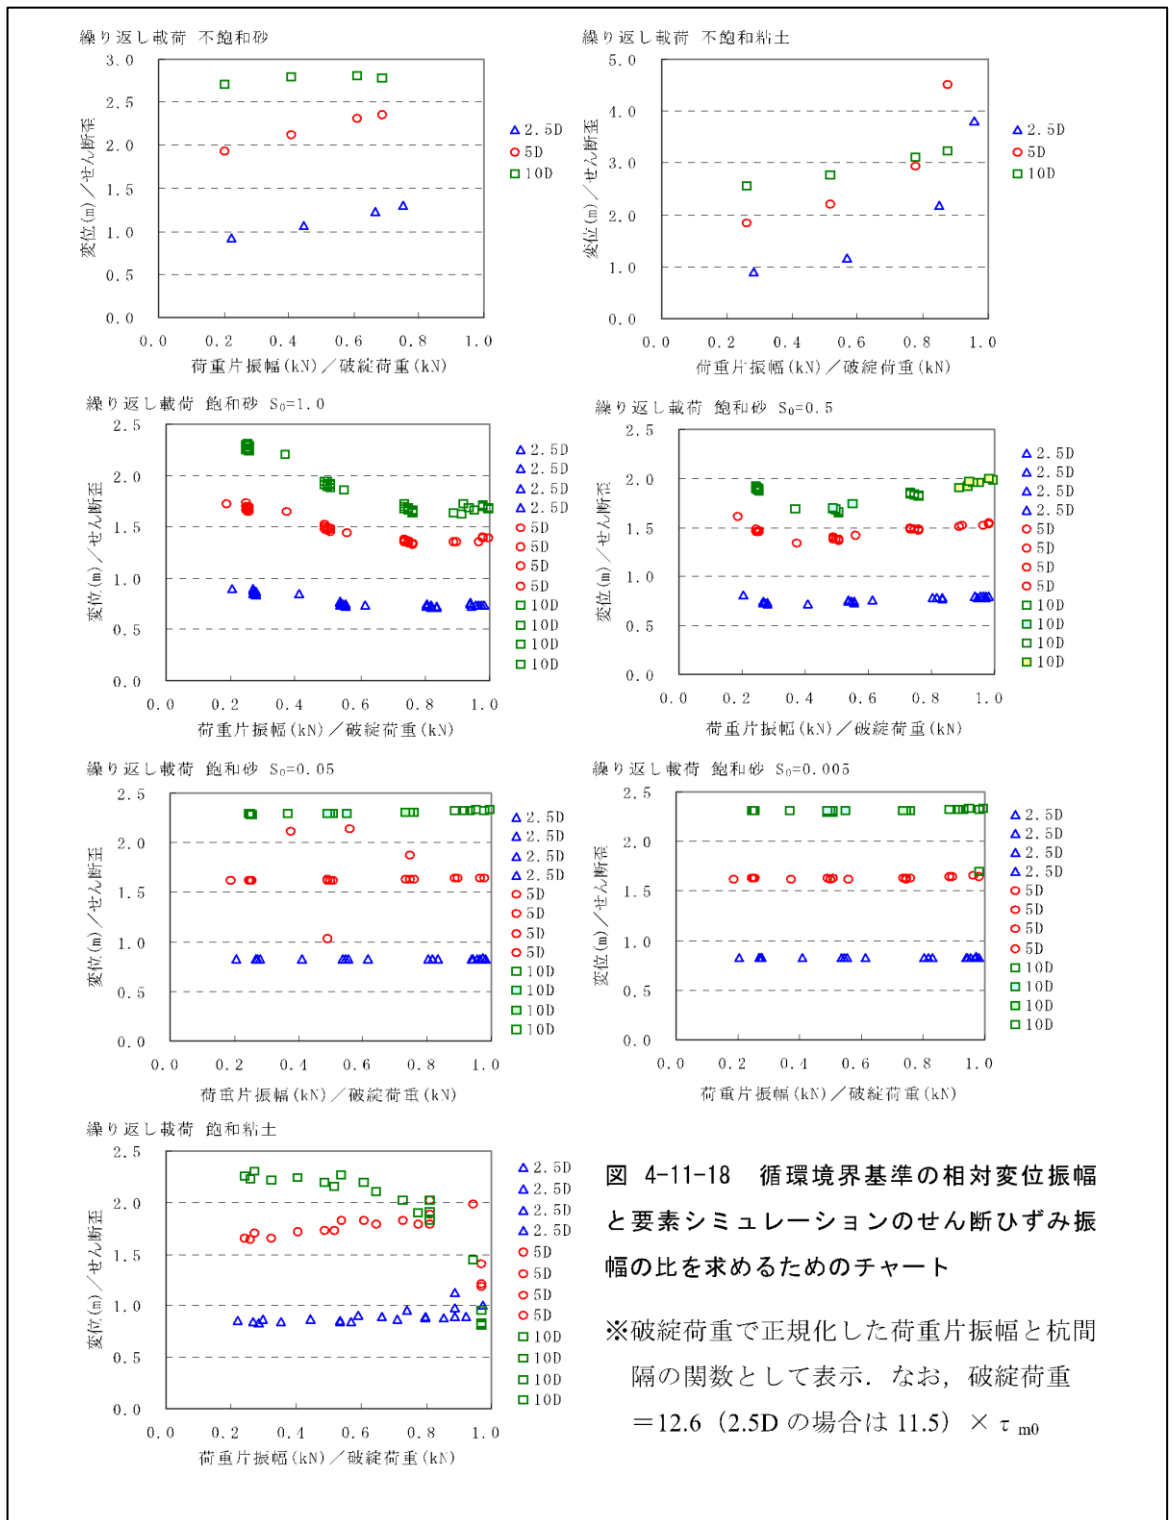 繰り返し載荷 不飽和砂
3.0
2.5
2.0
1.5
1.0
0.5
0.0
変位(m)／せん断歪
0.0 0.2 0.4 0.6 0.8 1.0
荷重片振幅(kN)／破綻荷重(kN)
2.5D
5D
10D
繰り返し載荷 不飽和粘土
5.0
4.0
3.0
2.0
1.0
0.0
変位(m)／せん断歪
0.0 0.2 0.4 0.6 0.8 1.0
荷重片振幅(kN)／破綻荷重(kN)
2.5D
5D
10D
繰り返し載荷 飽和砂 S₀=1.0
2.5
2.0
1.5
1.0
0.5
0.0
変位(m)／せん断歪
0.0 0.2 0.4 0.6 0.8 1.0
荷重片振幅(kN)／破綻荷重(kN)
2.5D
2.5D
2.5D
2.5D
5D
5D
5D
5D
10D
10D
10D
10D
繰り返し載荷 飽和砂 S₀=0.5
2.5
2.0
1.5
1.0
0.5
0.0
変位(m)／せん断歪
0.0 0.2 0.4 0.6 0.8 1.0
荷重片振幅(kN)／破綻荷重(kN)
2.5D
2.5D
2.5D
2.5D
5D
5D
5D
5D
10D
10D
10D
10D
繰り返し載荷 飽和砂 S₀=0.05
2.5
2.0
1.5
1.0
0.5
0.0
変位(m)／せん断歪
0.0 0.2 0.4 0.6 0.8 1.0
荷重片振幅(kN)／破綻荷重(kN)
2.5D
2.5D
2.5D
2.5D
5D
5D
5D
5D
10D
10D
10D
10D
繰り返し載荷 飽和砂 S₀=0.005
2.5
2.0
1.5
1.0
0.5
0.0
変位(m)／せん断歪
0.0 0.2 0.4 0.6 0.8 1.0
荷重片振幅(kN)／破綻荷重(kN)
2.5D
2.5D
2.5D
2.5D
5D
5D
5D
5D
10D
10D
10D
10D
繰り返し載荷 飽和粘土
2.5
2.0
1.5
1.0
0.5
0.0
変位(m)／せん断歪
0.0 0.2 0.4 0.6 0.8 1.0
荷重片振幅(kN)／破綻荷重(kN)
2.5D
2.5D
2.5D
2.5D
5D
5D
5D
5D
10D
10D
10D
10D
図 4-11-18 循環境界基準の相対変位振幅
と要素シミュレーションのせん断ひずみ振
幅の比を求めるためのチャート
※破綻荷重で正規化した荷重片振幅と杭間
隔の関数として表示．なお，破綻荷重
＝12.6（2.5D の場合は 11.5）× τ m0